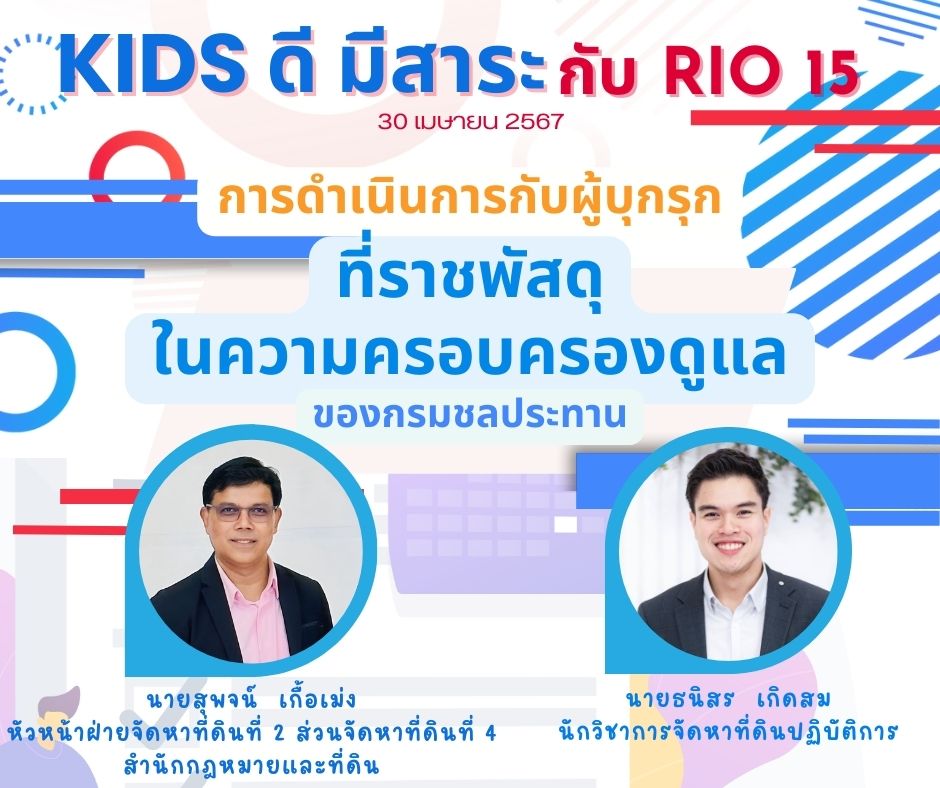 KIDS ดี มีสาระ กับ RIO 15
30 เมษายน 2567
การดำเนินการกับผู้บุกรุก
ที่ราชพัสดุ
ในความครอบครองดูแล
ของกรมชลประทาน
นายสุพจน์ เกื้อเม่ง
หัวหน้าฝ่ายจัดหาที่ดินที่ 2 ส่วนจัดหาที่ดินที่ 4
สำนักกฎหมายและที่ดิน
นายธนิสร เกิดสม
นักวิชาการจัดหาที่ดินปฏิบัติการ